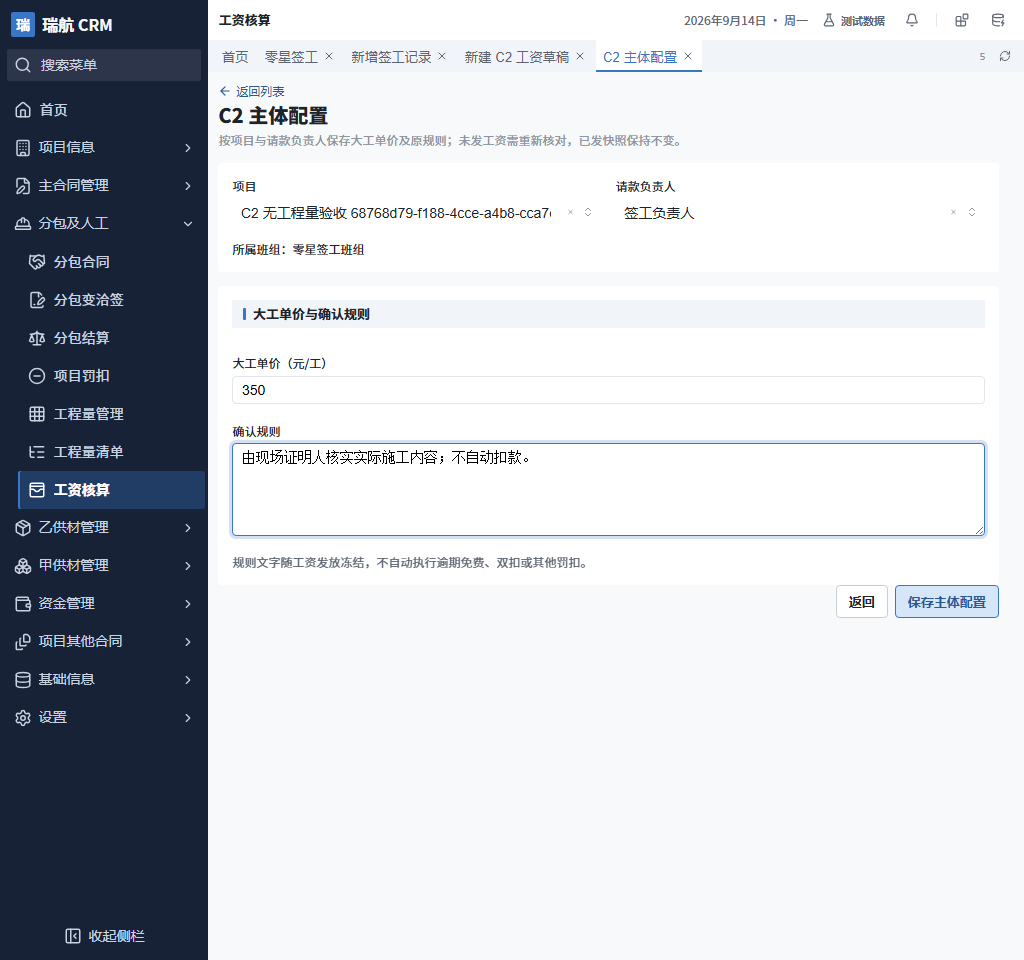 瑞 瑞航 CRM
搜索菜单
首页
项目信息
主合同管理
分包及人工
分包合同
分包变洽签
分包结算
项目罚扣
工程量管理
工程量清单
工资核算
乙供材管理
甲供材管理
资金管理
项目其他合同
基础信息
设置
收起侧栏
工资核算 2026年9月14日 · 周一 测试数据
首页 零星签工 × 新增签工记录 × 新建 C2 工资草稿 × C2 主体配置 × 5
← 返回列表
C2 主体配置
按项目与请款负责人保存大工单价及原规则；未发工资需重新核对，已发快照保持不变。
项目 请款负责人
C2 无工程量验收 68768d79-f188-4cce-a4b8-cca7 × 签工负责人 ×
所属班组：零星签工班组
大工单价与确认规则
大工单价（元/工）
350
确认规则
由现场证明人核实实际施工内容；不自动扣款。
规则文字随工资发放冻结，不自动执行逾期免费、双扣或其他罚扣。
返回 保存主体配置